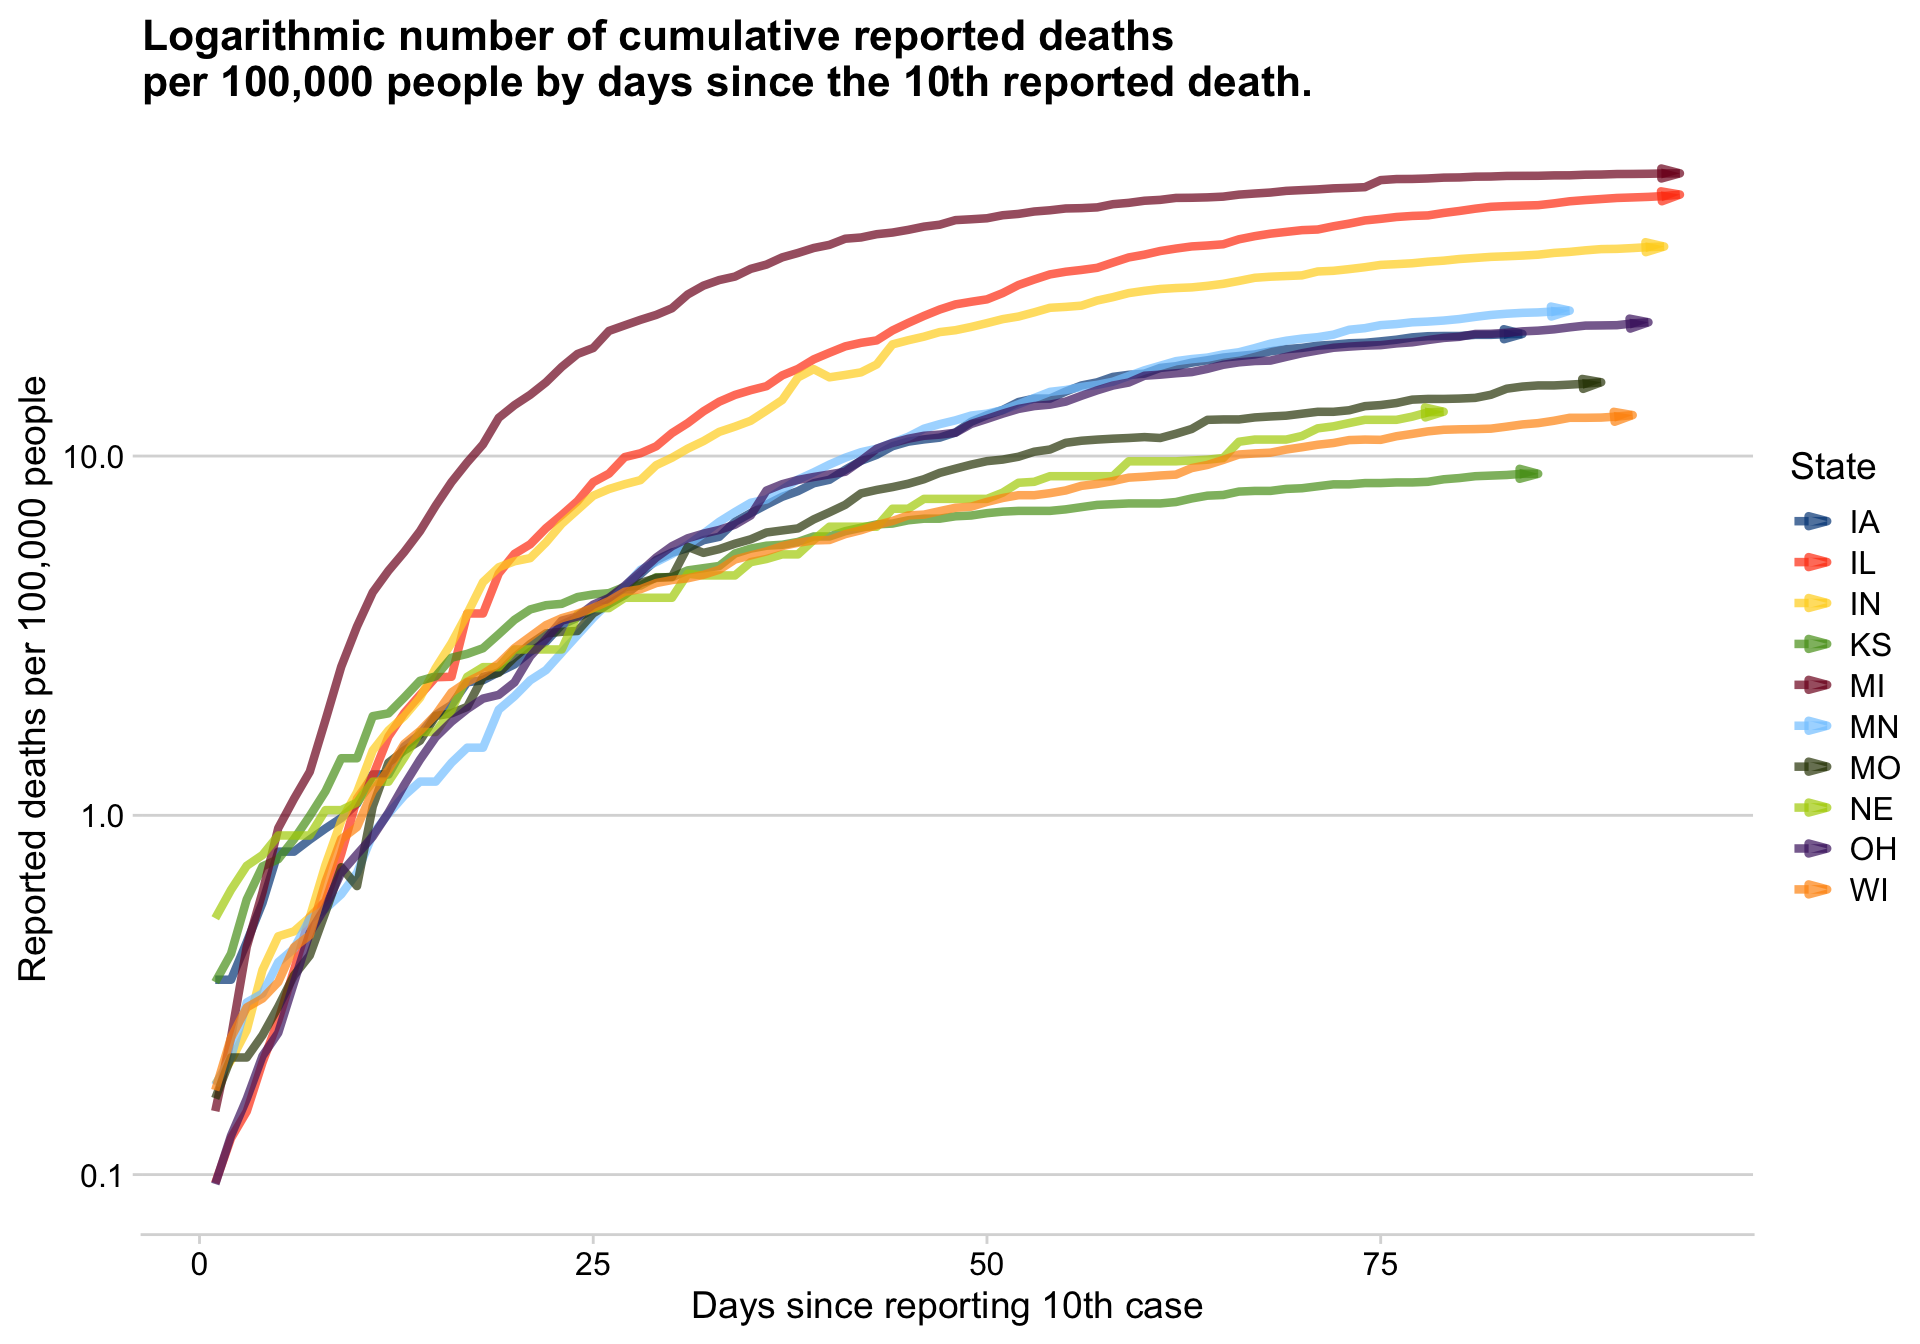 Logarithmic number of cumulative reported deaths
per 100,000 people by days since the 10th reported death.
Reported deaths per 100,000 people
10.0
1.0
0.1
0
25
50
75
Days since reporting 10th case
State
IA
IL
IN
KS
MI
MN
MO
NE
OH
WI